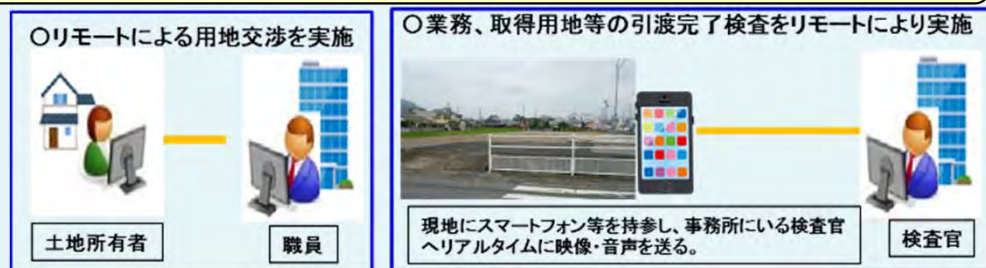 ○リモートによる用地交渉を実施
土地所有者
職員
○業務、取得用地等の引渡完了検査をリモートにより実施
現地にスマートフォン等を持参し、事務所にいる検査官
へリアルタイムに映像・音声を送る。
検査官